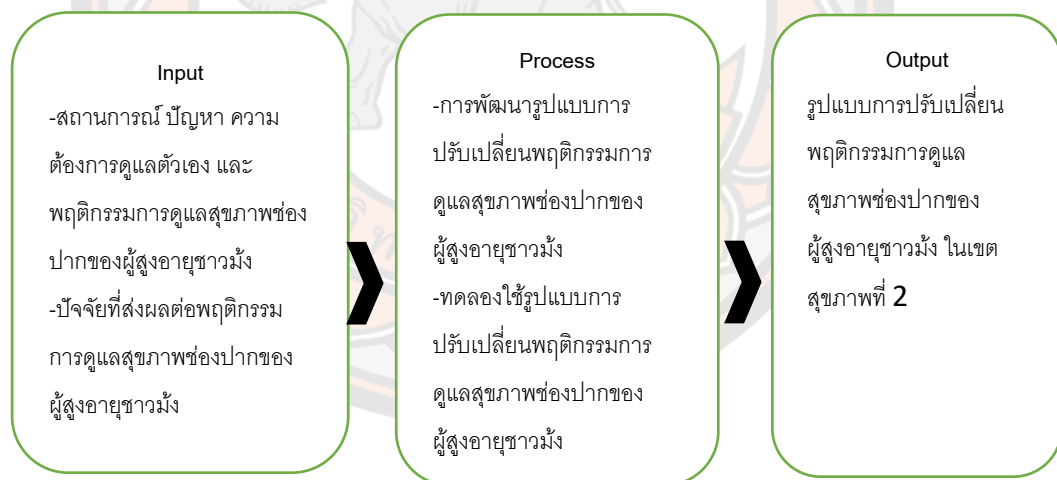 Input
-สถานการณ์ ปัญหา ความ
ต้องการดูแลตัวเอง และ
พฤติกรรมการดูแลสุขภาพช่อง
ปากของผู้สูงอายุชาวม้ง
-ปัจจัยที่ส่งผลต่อพฤติกรรม
การดูแลสุขภาพช่องปากของ
ผู้สูงอายุชาวม้ง
Process
-การพัฒนารูปแบบการ
ปรับเปลี่ยนพฤติกรรมการ
ดูแลสุขภาพช่องปากของ
ผู้สูงอายุชาวม้ง
-ทดลองใช้รูปแบบการ
ปรับเปลี่ยนพฤติกรรมการ
ดูแลสุขภาพช่องปากของ
ผู้สูงอายุชาวม้ง
Output
รูปแบบการปรับเปลี่ยน
พฤติกรรมการดูแล
สุขภาพช่องปากของ
ผู้สูงอายุชาวม้ง ในเขต
สุขภาพที่ 2